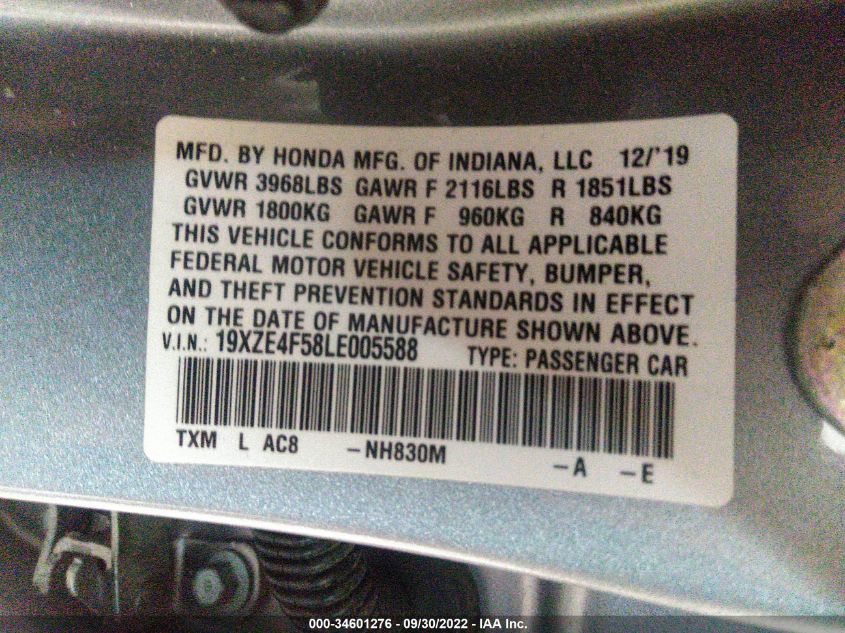 MFD. BY HONDA MFG. OF INDIANA, LLC 12/'19
GVWR 3968LBS GAWR F 2116LBS R 1851LBS
GVWR 1800KG GAWR F 960KG R 840KG
THIS VEHICLE CONFORMS TO ALL APPLICABLE
FEDERAL MOTOR VEHICLE SAFETY, BUMPER,
AND THEFT PREVENTION STANDARDS IN EFFECT
ON THE DATE OF MANUFACTURE SHOWN ABOVE.
V.I.N.: 19XZE4F58LE005588 TYPE: PASSENGER CAR
TXM L AC8 -NH830M -A -E
000-34601276 - 09/30/2022 - IAA Inc.